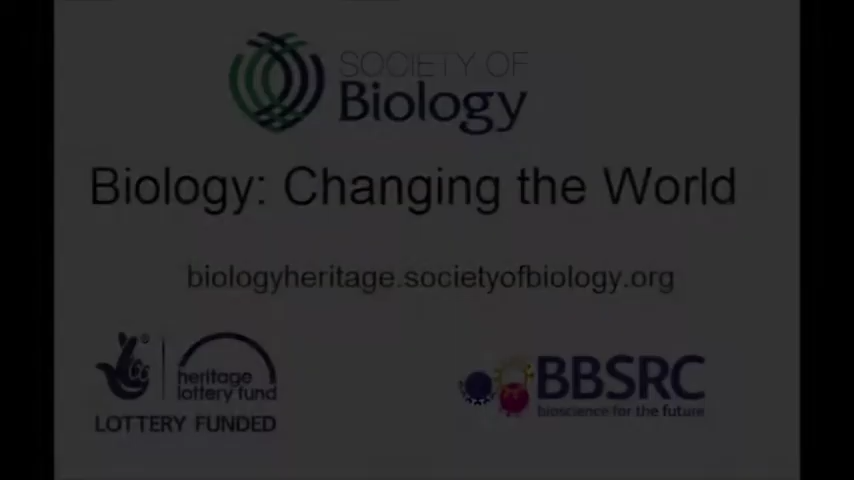 SOCIETY OF
Biology
Biology: Changing the World
biologyheritage.societyofbiology.org
heritage
lottery fund
LOTTERY FUNDED
BBSRC
bioscience for the future